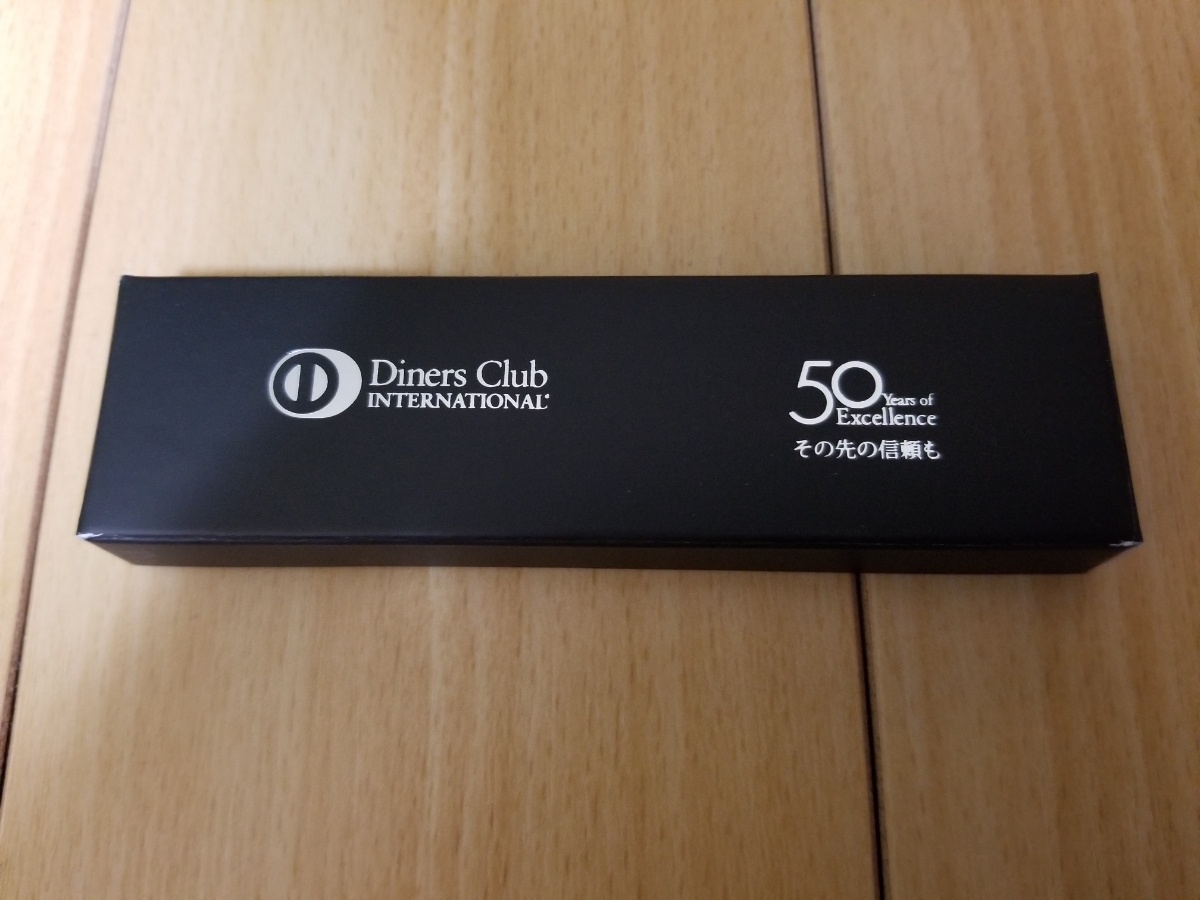 Diners Club
INTERNATIONAL®
50 Years of
Excellence
その先の信頼も